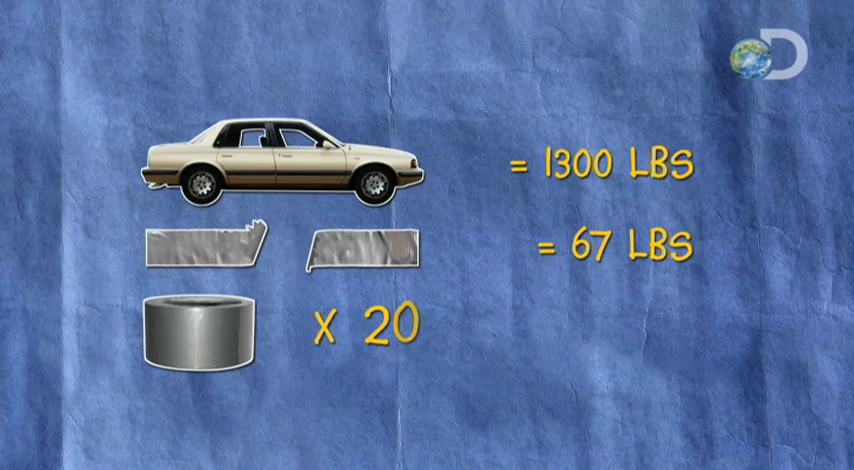 = 1300 LBS
= 67 LBS
X 20
D